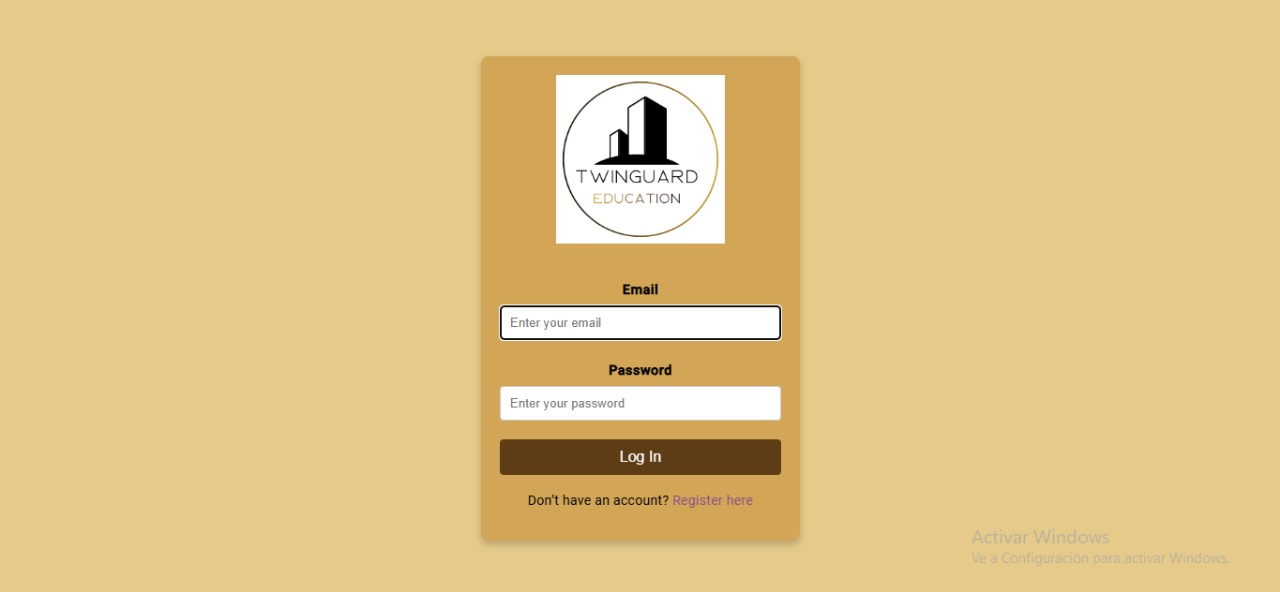 TWINGUARD
EDUCATION
Email
Enter your email
Password
Enter your password
Log In
Don't have an account? Register here
Activar Windows
Ve a Configuración para activar Windows.